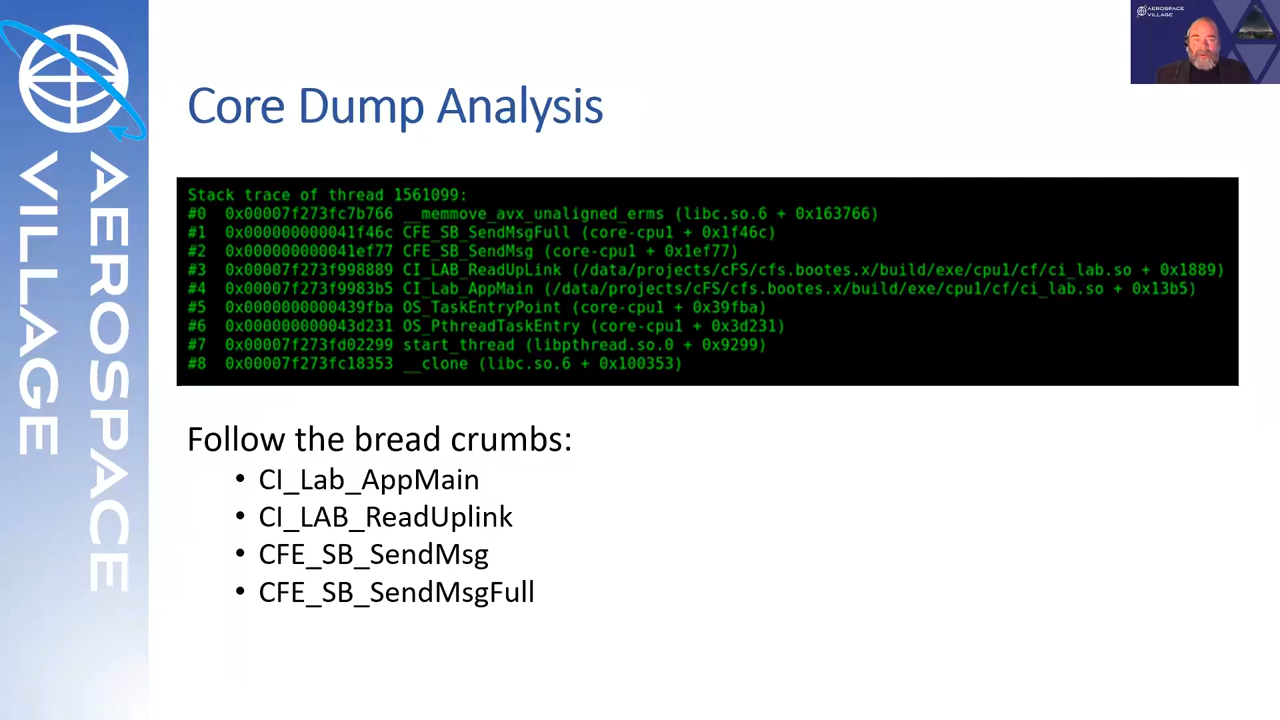 AEROSPACE
VILLAGE
AEROSPACE
VILLAGE
Core Dump Analysis
Stack trace of thread 1561099:
#0 0x00007f273fc7b766 __memmove_avx_unaligned_erms (libc.so.6 + 0x163766)
#1 0x000000000041f46c CFE_SB_SendMsgFull (core-cpu1 + 0x1f46c)
#2 0x000000000041ef77 CFE_SB_SendMsg (core-cpu1 + 0x1ef77)
#3 0x00007f273f998889 CI_LAB_ReadUpLink (/data/projects/cFS/cfs.bootes.x/build/exe/cpu1/cf/ci_lab.so + 0x1889)
#4 0x00007f273f9983b5 CI_Lab_AppMain (/data/projects/cFS/cfs.bootes.x/build/exe/cpu1/cf/ci_lab.so + 0x13b5)
#5 0x0000000000439fba OS_TaskEntryPoint (core-cpu1 + 0x39fba)
#6 0x000000000043d231 OS_PthreadTaskEntry (core-cpu1 + 0x3d231)
#7 0x00007f273fd02299 start_thread (libpthread.so.0 + 0x9299)
#8 0x00007f273fc18353 __clone (libc.so.6 + 0x100353)
Follow the bread crumbs:
• CI_Lab_AppMain
• CI_LAB_ReadUplink
• CFE_SB_SendMsg
• CFE_SB_SendMsgFull